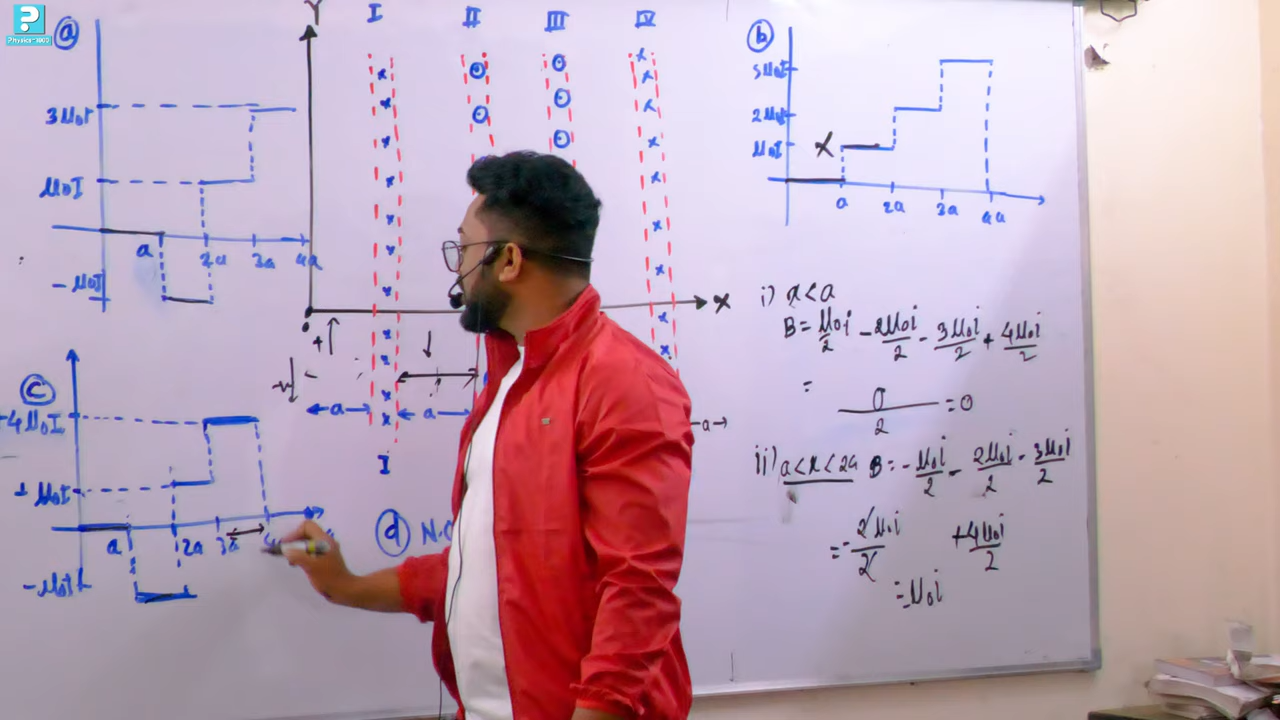 ?
Physics-3000
ⓐ
3μ₀I
μ₀I
-μ₀I
a 2a 3a 4a
Y
I II III IV
X
+
a a a
I
ⓑ
3μ₀I
2μ₀I
μ₀I
X
a 2a 3a 4a
ⓒ
+4μ₀I
+μ₀I
-μ₀I
a 2a 3a
ⓓ N.
i) x<a
B = μ₀i/2 - 2μ₀i/2 - 3μ₀i/2 + 4μ₀i/2
= 0/2 = 0
ii) a<x<2a B = -μ₀i/2 - 2μ₀i/2 - 3μ₀i/2
+4μ₀i/2
= -2μ₀i/2
= -μ₀i